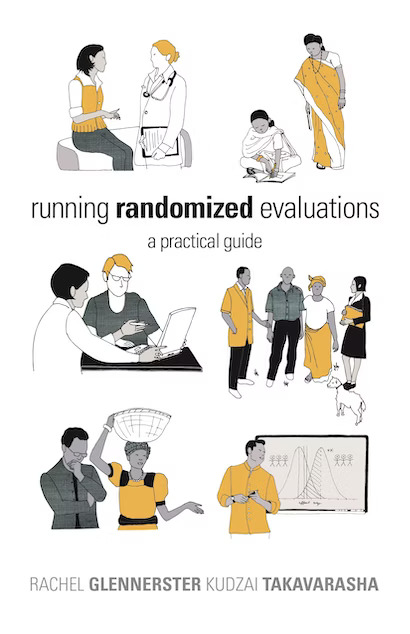 running randomized evaluations
a practical guide
RACHEL GLENNERSTER KUDZAI TAKAVARASHA